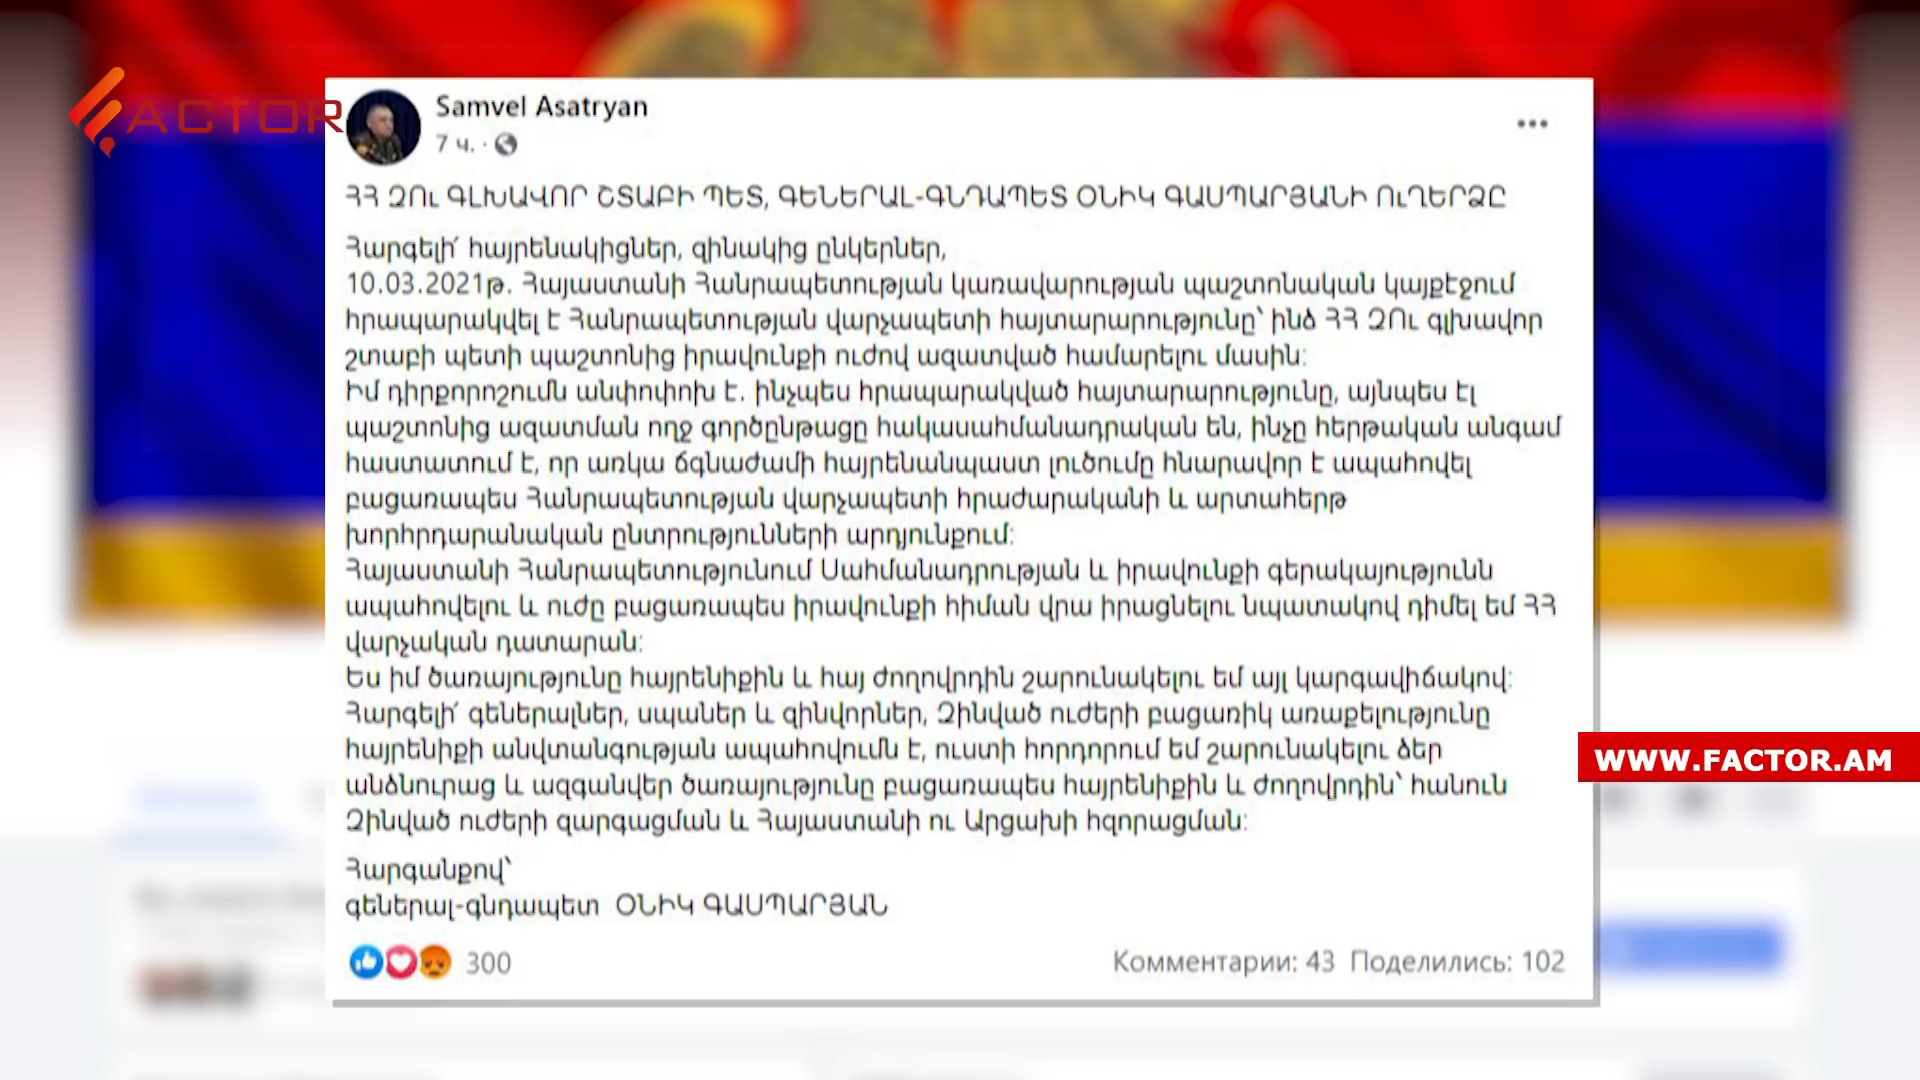 FACTOR
Samvel Asatryan
7 ч. ·
ՀՀ ԶՈւ ԳԼԽԱՎՈՐ ՇՏԱԲԻ ՊԵՏ, ԳԵՆԵՐԱԼ-ԳՆԴԱՊԵՏ ՕՆԻԿ ԳԱՍՊԱՐՅԱՆԻ ՈւՂԵՐՁԸ
Հարգելի՛ հայրենակիցներ, զինակից ընկերներ,
10.03.2021թ. Հայաստանի Հանրապետության կառավարության պաշտոնական կայքէջում
հրապարակվել է Հանրապետության վարչապետի հայտարարությունը՝ ինձ ՀՀ ԶՈւ գլխավոր
շտաբի պետի պաշտոնից իրավունքի ուժով ազատված համարելու մասին:
Իմ դիրքորոշումն անփոփոխ է. ինչպես հրապարակված հայտարարությունը, այնպես էլ
պաշտոնից ազատման ողջ գործընթացը հակասահմանադրական են, ինչը հերթական անգամ
հաստատում է, որ առկա ճգնաժամի հայրենանպաստ լուծումը հնարավոր է ապահովել
բացառապես Հանրապետության վարչապետի հրաժարականի և արտահերթ
խորհրդարանական ընտրությունների արդյունքում:
Հայաստանի Հանրապետությունում Սահմանադրության և իրավունքի գերակայությունն
ապահովելու և ուժը բացառապես իրավունքի հիման վրա իրացնելու նպատակով դիմել եմ ՀՀ
վարչական դատարան:
Ես իմ ծառայությունը հայրենիքին և հայ ժողովրդին շարունակելու եմ այլ կարգավիճակով:
Հարգելի՛ գեներալներ, սպաներ և զինվորներ, Զինված ուժերի բացառիկ առաքելությունը
հայրենիքի անվտանգության ապահովումն է, ուստի հորդորում եմ շարունակելու ձեր
անձնուրաց և ազգանվեր ծառայությունը բացառապես հայրենիքին և ժողովրդին՝ հանուն
Զինված ուժերի զարգացման և Հայաստանի ու Արցախի հզորացման:
Հարգանքով՝
գեներալ-գնդապետ ՕՆԻԿ ԳԱՍՊԱՐՅԱՆ
300
Комментарии: 43 Поделились: 102
WWW.FACTOR.AM